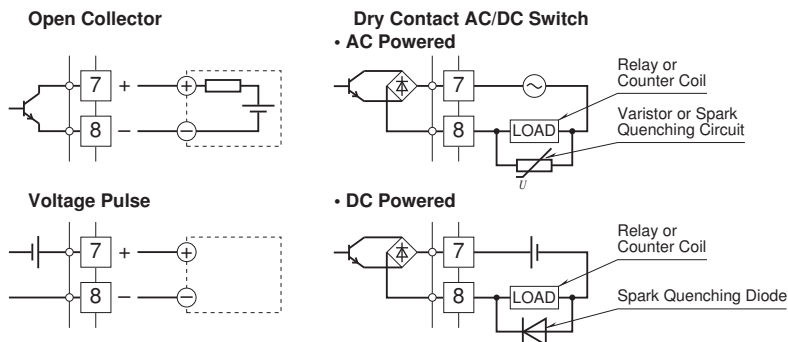 Open Collector
7 +
+
8 –
–
Dry Contact AC/DC Switch
• AC Powered
7
8
LOAD
U
Relay or
Counter Coil
Varistor or Spark
Quenching Circuit
Voltage Pulse
7 +
+
8 –
–
• DC Powered
7
8
LOAD
Relay or
Counter Coil
Spark Quenching Diode